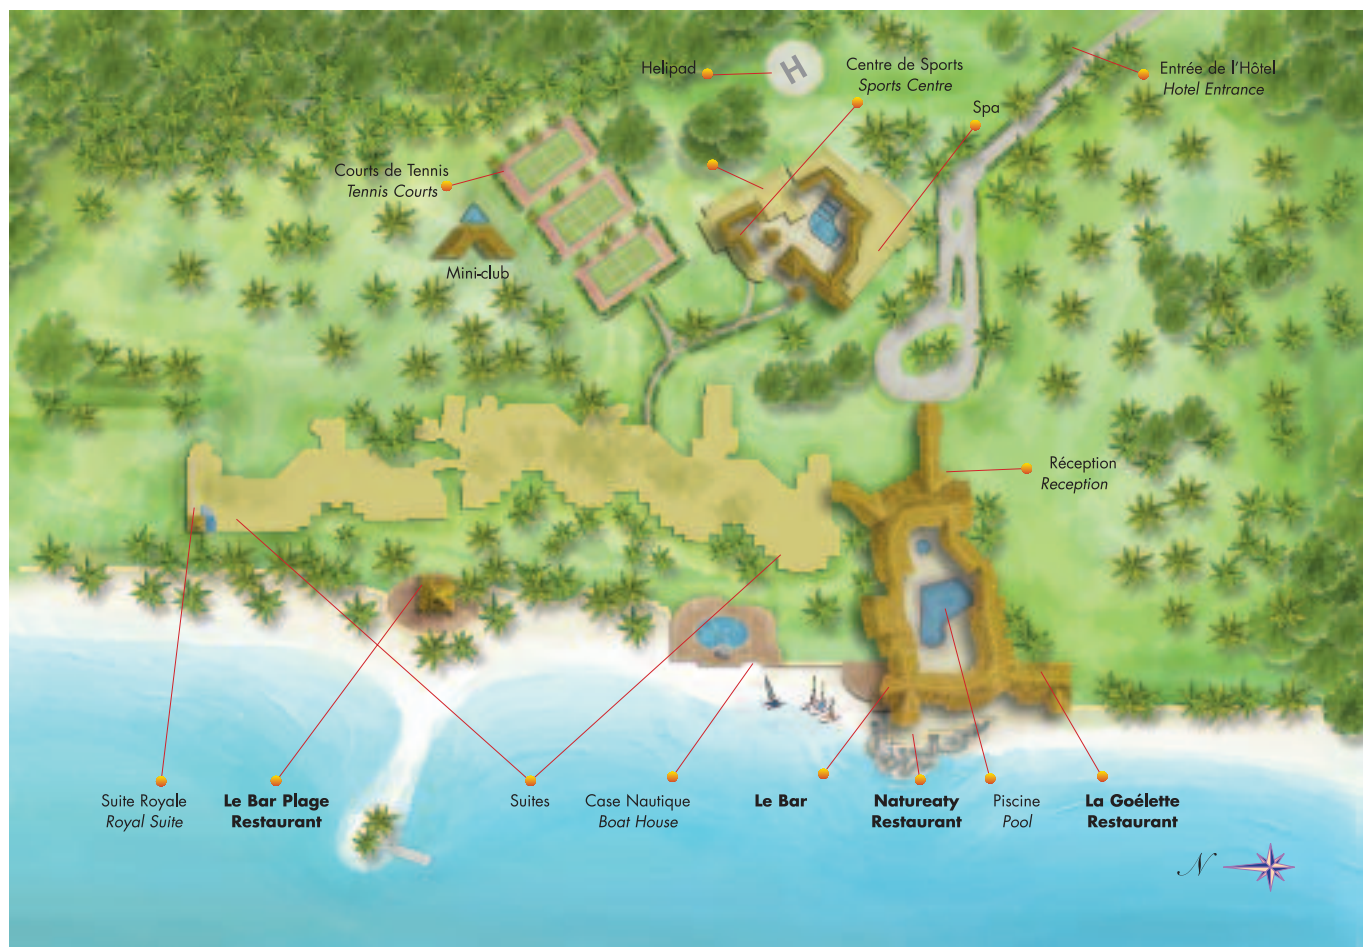 Helipad
H
Centre de Sports
Sports Centre
Entrée de l'Hôtel
Hotel Entrance
Spa
Courts de Tennis
Tennis Courts
Mini-club
Réception
Reception
Suite Royale
Royal Suite
Le Bar Plage
Restaurant
Suites
Case Nautique
Boat House
Le Bar
Natureaty
Restaurant
Piscine
Pool
La Goélette
Restaurant
N